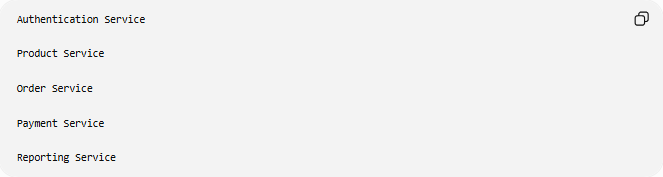 Authentication Service
Product Service
Order Service
Payment Service
Reporting Service